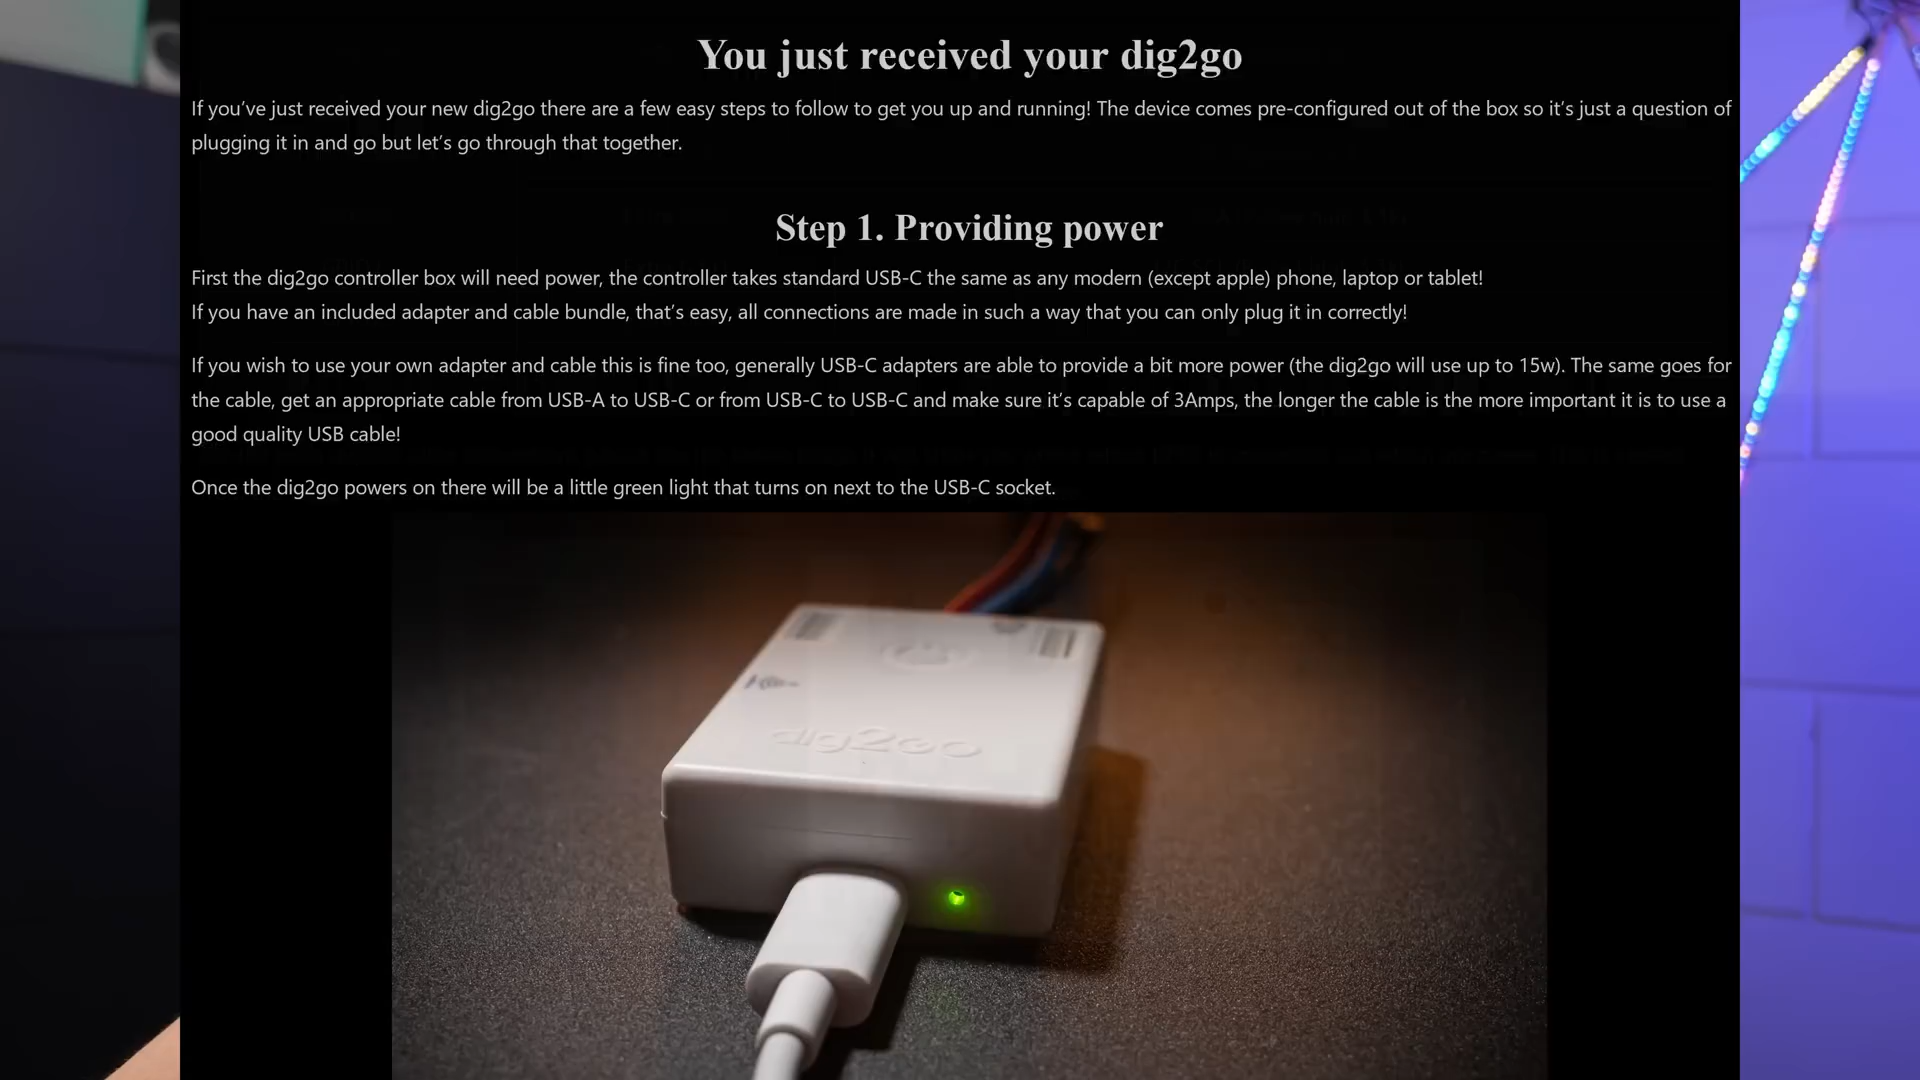 You just received your dig2go
If you’ve just received your new dig2go there are a few easy steps to follow to get you up and running! The device comes pre-configured out of the box so it’s just a question of
plugging it in and go but let’s go through that together.
Step 1. Providing power
First the dig2go controller box will need power, the controller takes standard USB-C the same as any modern (except apple) phone, laptop or tablet!
If you have an included adapter and cable bundle, that’s easy, all connections are made in such a way that you can only plug it in correctly!
If you wish to use your own adapter and cable this is fine too, generally USB-C adapters are able to provide a bit more power (the dig2go will use up to 15w). The same goes for
the cable, get an appropriate cable from USB-A to USB-C or from USB-C to USB-C and make sure it’s capable of 3Amps, the longer the cable is the more important it is to use a
good quality USB cable!
Once the dig2go powers on there will be a little green light that turns on next to the USB-C socket.
dig2go